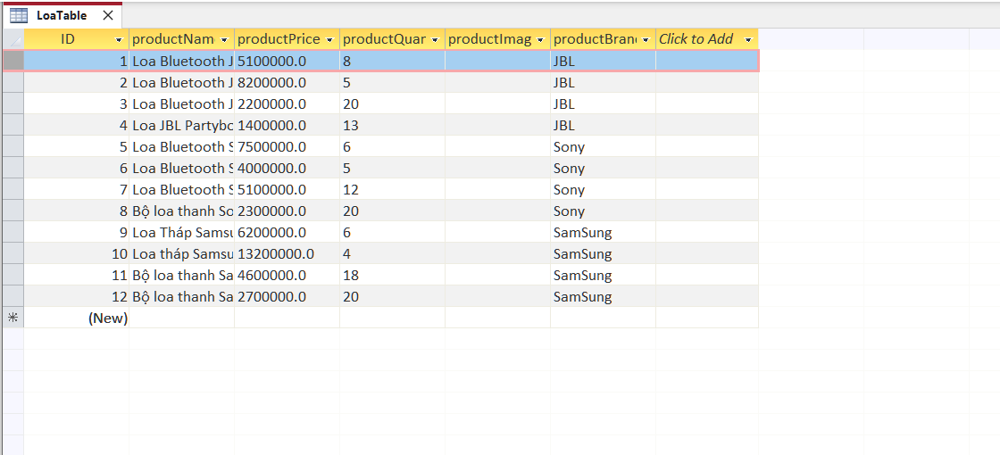 LoaTable
ID productNam productPrice productQuar productImag productBran Click to Add
1 Loa Bluetooth J 5100000.0 8 JBL
2 Loa Bluetooth J 8200000.0 5 JBL
3 Loa Bluetooth J 2200000.0 20 JBL
4 Loa JBL Partybo 1400000.0 13 JBL
5 Loa Bluetooth S 7500000.0 6 Sony
6 Loa Bluetooth S 4000000.0 5 Sony
7 Loa Bluetooth S 5100000.0 12 Sony
8 Bộ loa thanh So 2300000.0 20 Sony
9 Loa Tháp Samsu 6200000.0 6 SamSung
10 Loa tháp Samsu 13200000.0 4 SamSung
11 Bộ loa thanh Sa 4600000.0 18 SamSung
12 Bộ loa thanh Sa 2700000.0 20 SamSung
(New)